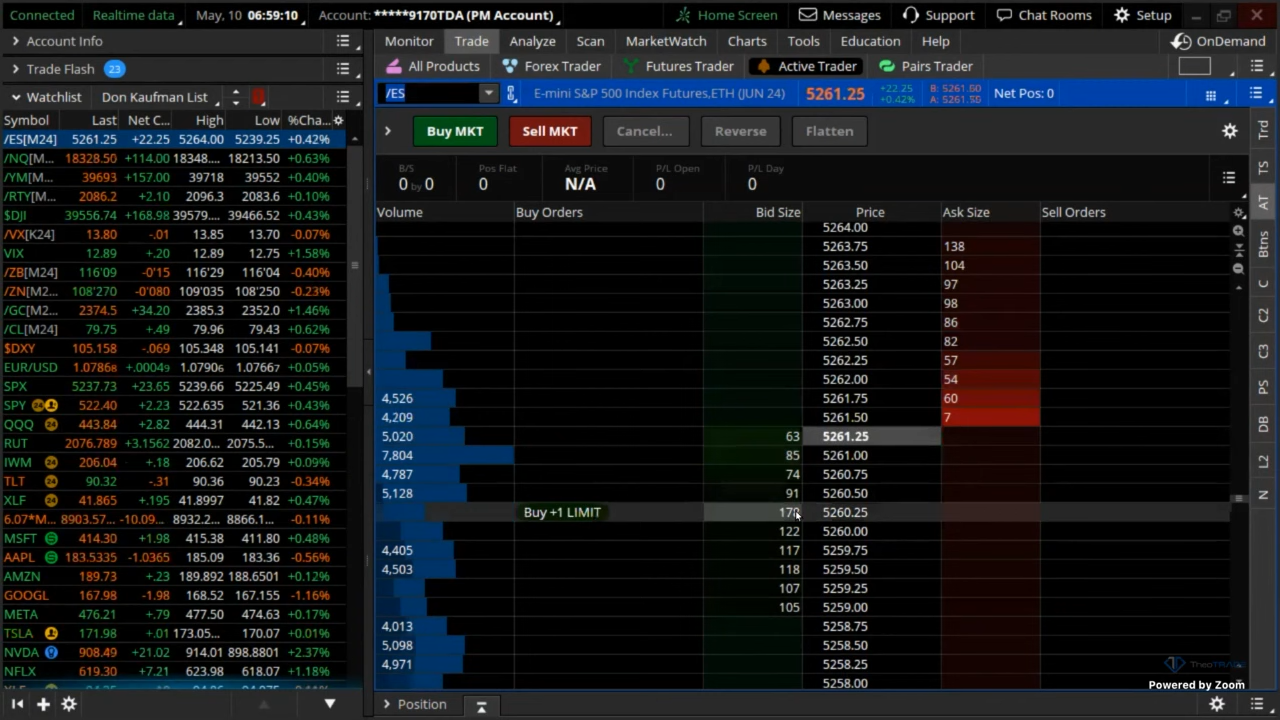 Connected Realtime data May, 10 06:59:10 Account: *****9170TDA (PM Account) Home Screen Messages Support Chat Rooms Setup
Account Info
Trade Flash 23
Watchlist Don Kaufman List
Symbol Last Net C... High Low %Cha...
/ES[M24] 5261.25 +22.25 5264.00 5239.25 +0.42%
/NQ[M... 18328.50 +114.00 18348.... 18213.50 +0.63%
/YM[M... 39693 +157.00 39718 39552 +0.40%
/RTY[M... 2086.2 +2.10 2096.3 2083.6 +0.10%
$DJI 39556.74 +168.98 39579.... 39466.52 +0.43%
/VX[K24] 13.80 -.01 13.85 13.70 -0.07%
VIX 12.89 +.20 12.89 12.75 +1.58%
/ZB[M24] 116'09 -0'15 116'29 116'04 -0.40%
/ZN[M2... 108'270 -0'080 109'035 108'250 -0.23%
/GC[M2... 2374.5 +34.20 2385.3 2352.0 +1.46%
/CL[M24] 79.75 +.49 79.96 79.43 +0.62%
$DXY 105.158 -.069 105.348 105.141 -0.07%
EUR/USD 1.07868 +.00049 1.07906 1.07667 +0.05%
SPX 5237.73 +23.65 5239.66 5225.49 +0.45%
SPY 24 522.40 +2.23 522.635 521.36 +0.43%
QQQ 24 443.84 +2.82 444.31 442.13 +0.64%
RUT 2076.789 +3.1562 2082.0... 2075.5... +0.15%
IWM 24 206.04 +.18 206.62 205.79 +0.09%
TLT 24 90.32 -.31 90.36 90.23 -0.34%
XLF 24 41.865 +.195 41.8997 41.82 +0.47%
6.07*M... 8903.57... -10.09... 8932.2... 8866.1... -0.11%
MSFT 414.30 +1.98 415.38 411.80 +0.48%
AAPL 183.5335 -1.0365 185.09 183.36 -0.56%
AMZN 189.73 +.23 189.892 188.6501 +0.12%
GOOGL 167.98 -1.98 168.52 167.155 -1.16%
META 476.21 +.79 477.50 474.63 +0.17%
TSLA 171.98 +.01 173.05... 170.07 +0.01%
NVDA 908.49 +21.02 914.01 898.8801 +2.37%
NFLX 619.30 +7.21 623.98 618.07 +1.18%
Monitor Trade Analyze Scan MarketWatch Charts Tools Education Help OnDemand
All Products Forex Trader Futures Trader Active Trader Pairs Trader
/ES E-mini S&P 500 Index Futures,ETH (JUN 24) 5261.25 +22.25 B: 5261.50 Net Pos: 0
+0.42% A: 5261.50
Buy MKT Sell MKT Cancel... Reverse Flatten
B/S Pos Flat Avg Price P/L Open P/L Day
0 by 0 0 N/A 0 0
Volume Buy Orders Bid Size Price Ask Size Sell Orders
5264.00
5263.75 138
5263.50 104
5263.25 97
5263.00 98
5262.75 86
5262.50 82
5262.25 57
5262.00 54
4,526 5261.75 60
4,209 5261.50 7
5,020 63 5261.25
7,804 85 5261.00
4,787 74 5260.75
5,128 91 5260.50
Buy +1 LIMIT 5260.25
122 5260.00
4,405 117 5259.75
4,503 118 5259.50
107 5259.25
105 5259.00
4,013 5258.75
5,098 5258.50
4,971 5258.25
5258.00
Trd
TS
AT
Btns
C
C2
C3
PS
DB
L2
N
Powered by Zoom
Position